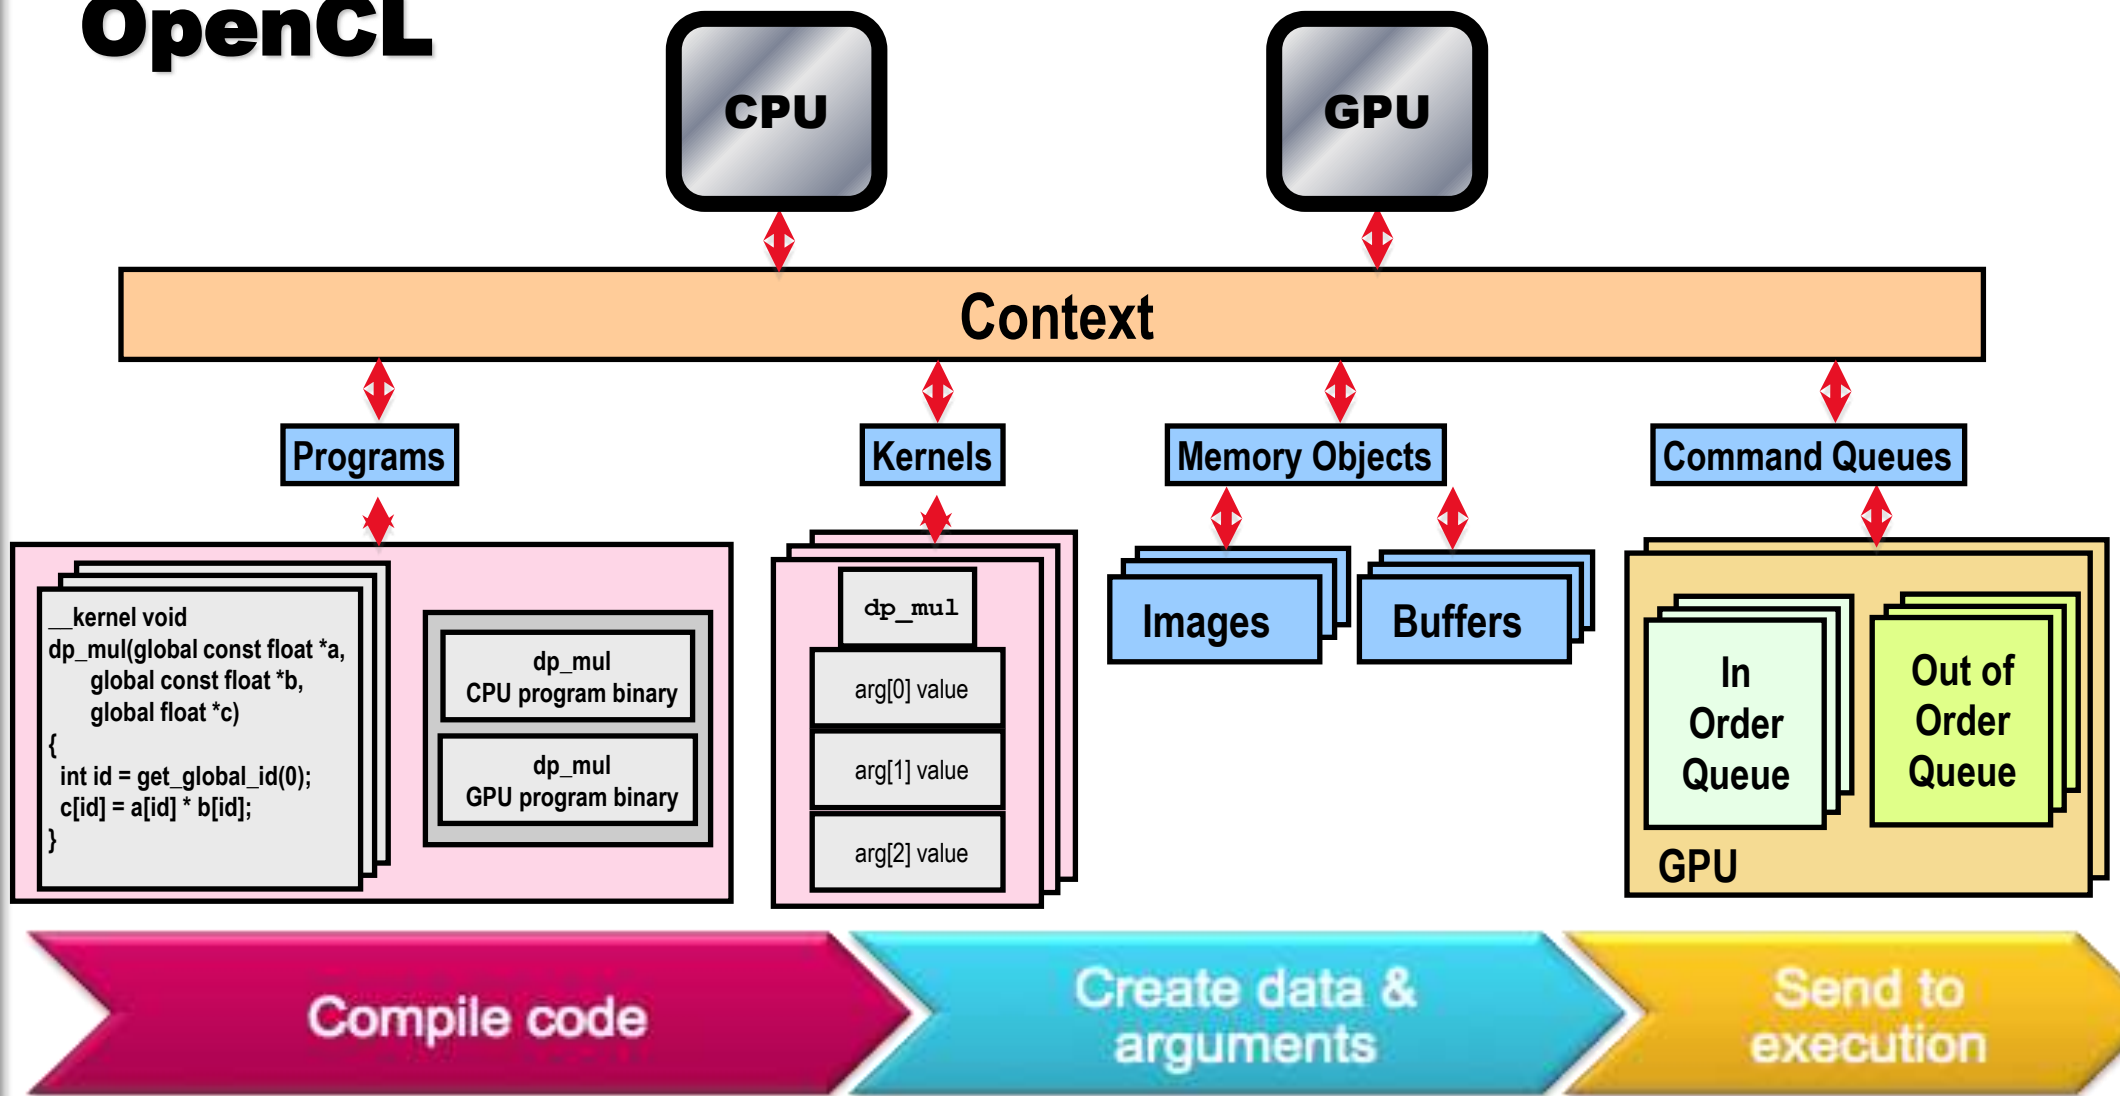 OpenCL
CPU
GPU
Context
Programs
Kernels
Memory Objects
Command Queues
__kernel void
dp_mul(global const float *a,
global const float *b,
global float *c)
{
int id = get_global_id(0);
c[id] = a[id] * b[id];
}
dp_mul
CPU program binary
dp_mul
GPU program binary
dp_mul
arg[0] value
arg[1] value
arg[2] value
Images
Buffers
In
Order
Queue
Out of
Order
Queue
GPU
Compile code
Create data &
arguments
Send to
execution